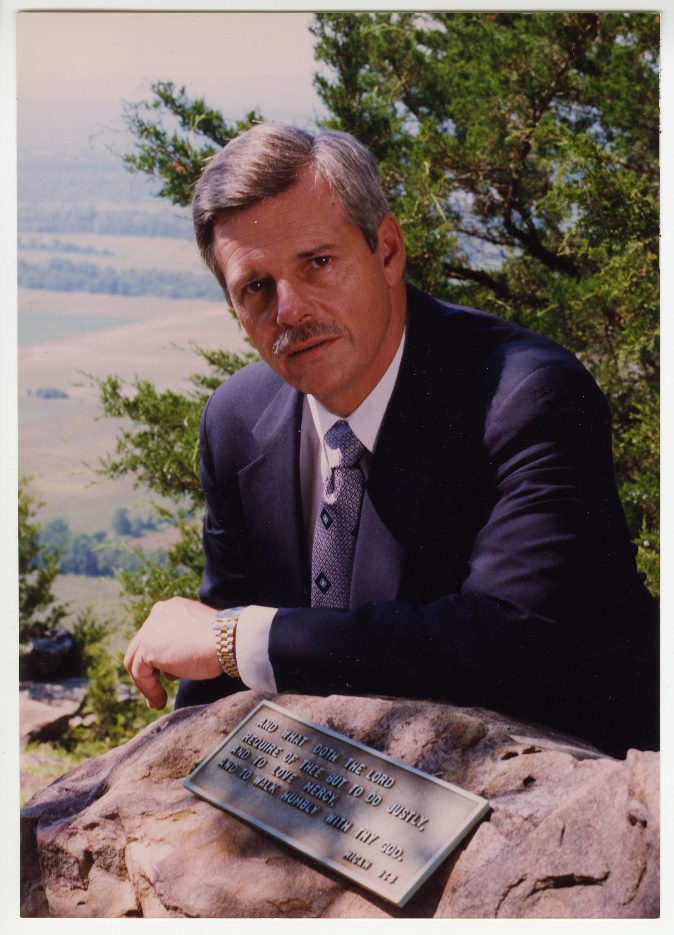 AND WHAT DOTH THE LORD
REQUIRE OF THEE BUT TO DO JUSTLY,
AND TO LOVE MERCY,
AND TO WALK HUMBLY WITH THY GOD.
MICAH 6:8